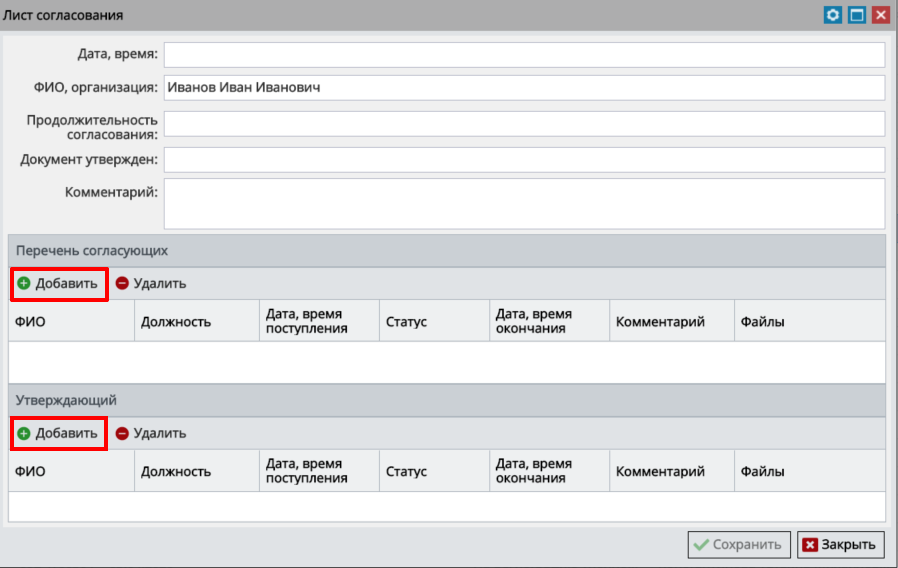 Лист согласования
Дата, время:
ФИО, организация: Иванов Иван Иванович
Продолжительность
согласования:
Документ утвержден:
Комментарий:
Перечень согласующих
Добавить Удалить
ФИО Должность Дата, время поступления Статус Дата, время окончания Комментарий Файлы
Утверждающий
Добавить Удалить
ФИО Должность Дата, время поступления Статус Дата, время окончания Комментарий Файлы
Сохранить Закрыть